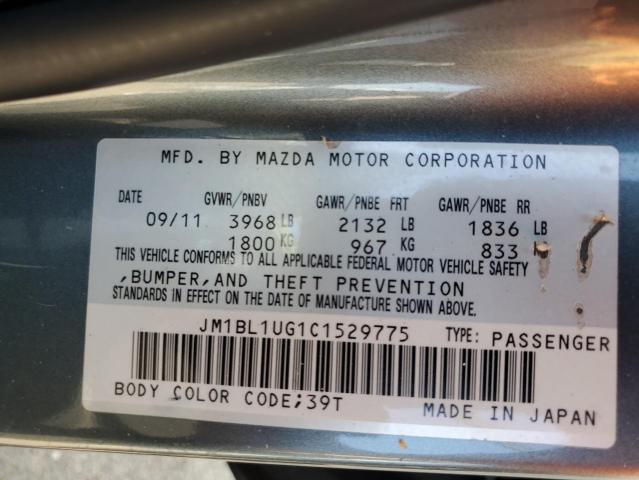 MFD. BY MAZDA MOTOR CORPORATION
DATE GVWR/PNBV GAWR/PNBE FRT GAWR/PNBE RR
09/11 3968 LB 2132 LB 1836 LB
1800 KG 967 KG 833
THIS VEHICLE CONFORMS TO ALL APPLICABLE FEDERAL MOTOR VEHICLE SAFETY
,BUMPER,AND THEFT PREVENTION
STANDARDS IN EFFECT ON THE DATE OF MANUFACTURE SHOWN ABOVE.
JM1BL1UG1C1529775 TYPE: PASSENGER
BODY COLOR CODE;39T MADE IN JAPAN